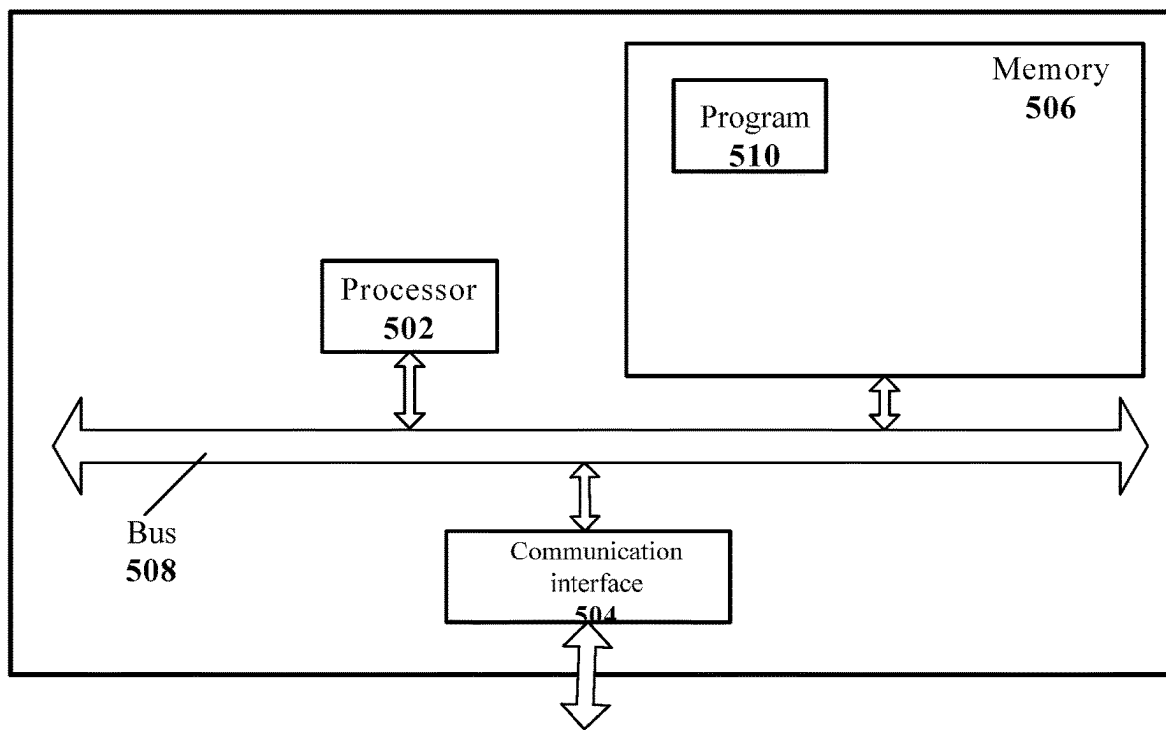 Memory
506
Program
510
Processor
502
Bus
508
Communication
interface
504